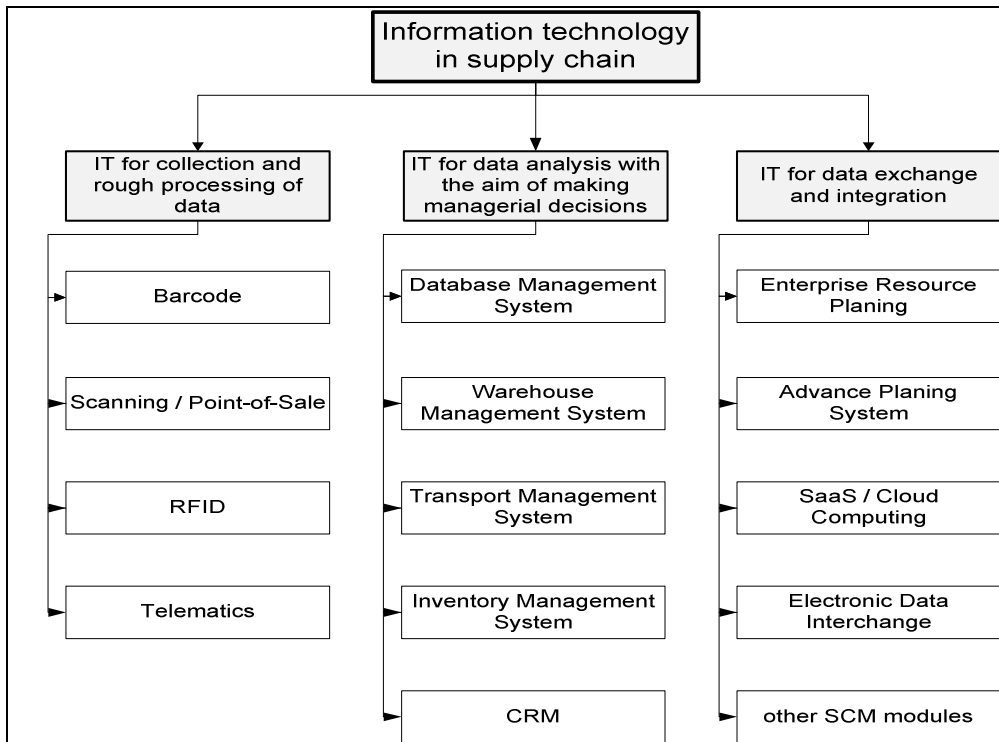 Information technology
in supply chain
IT for collection and
rough processing of
data
IT for data analysis with
the aim of making
managerial decisions
IT for data exchange
and integration
Barcode
Database Management
System
Enterprise Resource
Planing
Scanning / Point-of-Sale
Warehouse
Management System
Advance Planing
System
RFID
Transport Management
System
SaaS / Cloud
Computing
Telematics
Inventory Management
System
Electronic Data
Interchange
CRM
other SCM modules